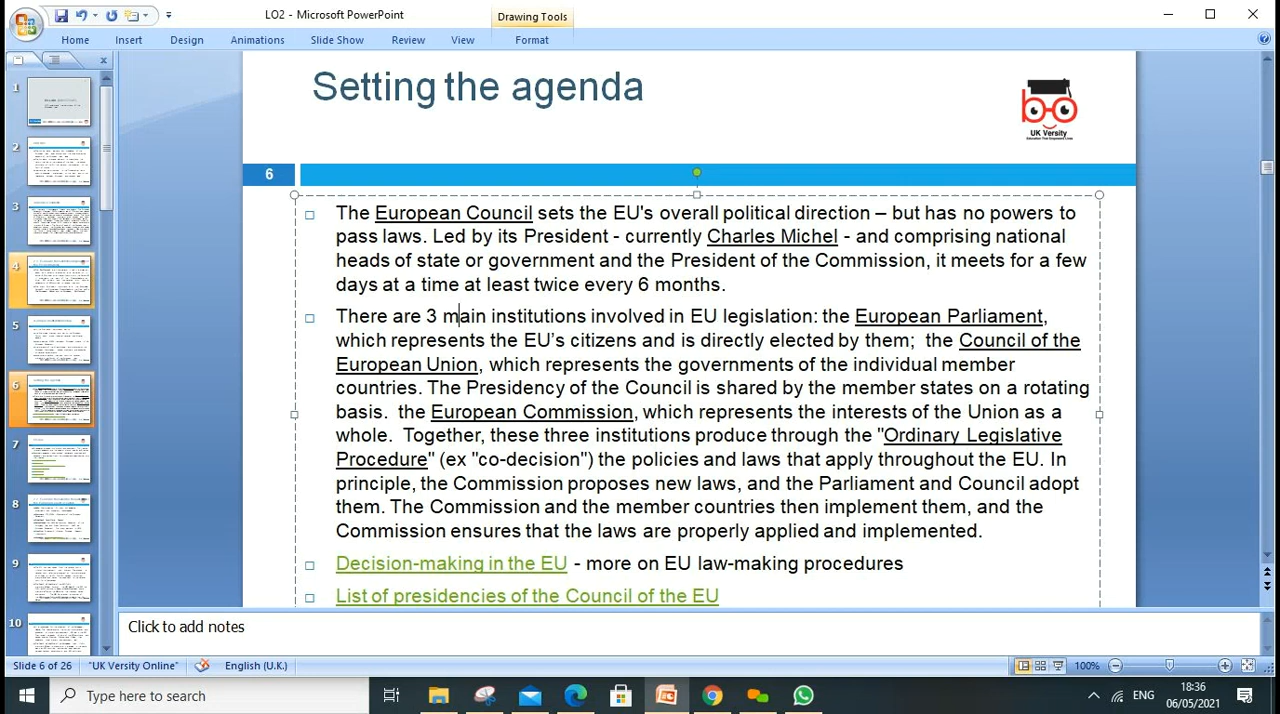 LO2 - Microsoft PowerPoint
Drawing Tools
Home Insert Design Animations Slide Show Review View Format
Setting the agenda
UK Versity
6
The European Council sets the EU's overall political direction – but has no powers to
pass laws. Led by its President - currently Charles Michel - and comprising national
heads of state or government and the President of the Commission, it meets for a few
days at a time at least twice every 6 months.
There are 3 main institutions involved in EU legislation: the European Parliament,
which represents the EU’s citizens and is directly elected by them; the Council of the
European Union, which represents the governments of the individual member
countries. The Presidency of the Council is shared by the member states on a rotating
basis. the European Commission, which represents the interests of the Union as a
whole. Together, these three institutions produce through the "Ordinary Legislative
Procedure" (ex "co-decision") the policies and laws that apply throughout the EU. In
principle, the Commission proposes new laws, and the Parliament and Council adopt
them. The Commission and the member countries then implement them, and the
Commission ensures that the laws are properly applied and implemented.
Decision-making in the EU - more on EU law-making procedures
List of presidencies of the Council of the EU
1
2
3
4
5
6
7
8
9
10
Click to add notes
Slide 6 of 26 "UK Versity Online" English (U.K.) 100%
Type here to search
ENG
18:36
06/05/2021